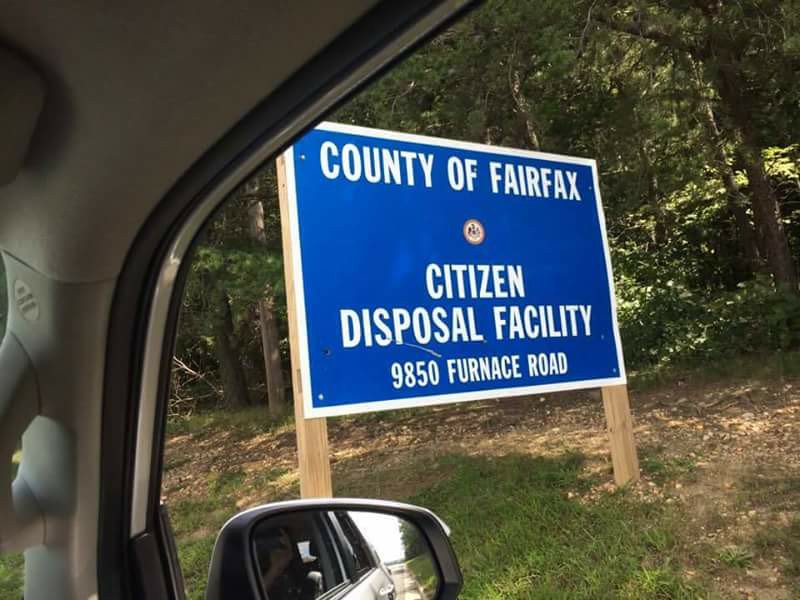 COUNTY OF FAIRFAX
CITIZEN
DISPOSAL FACILITY
9850 FURNACE ROAD